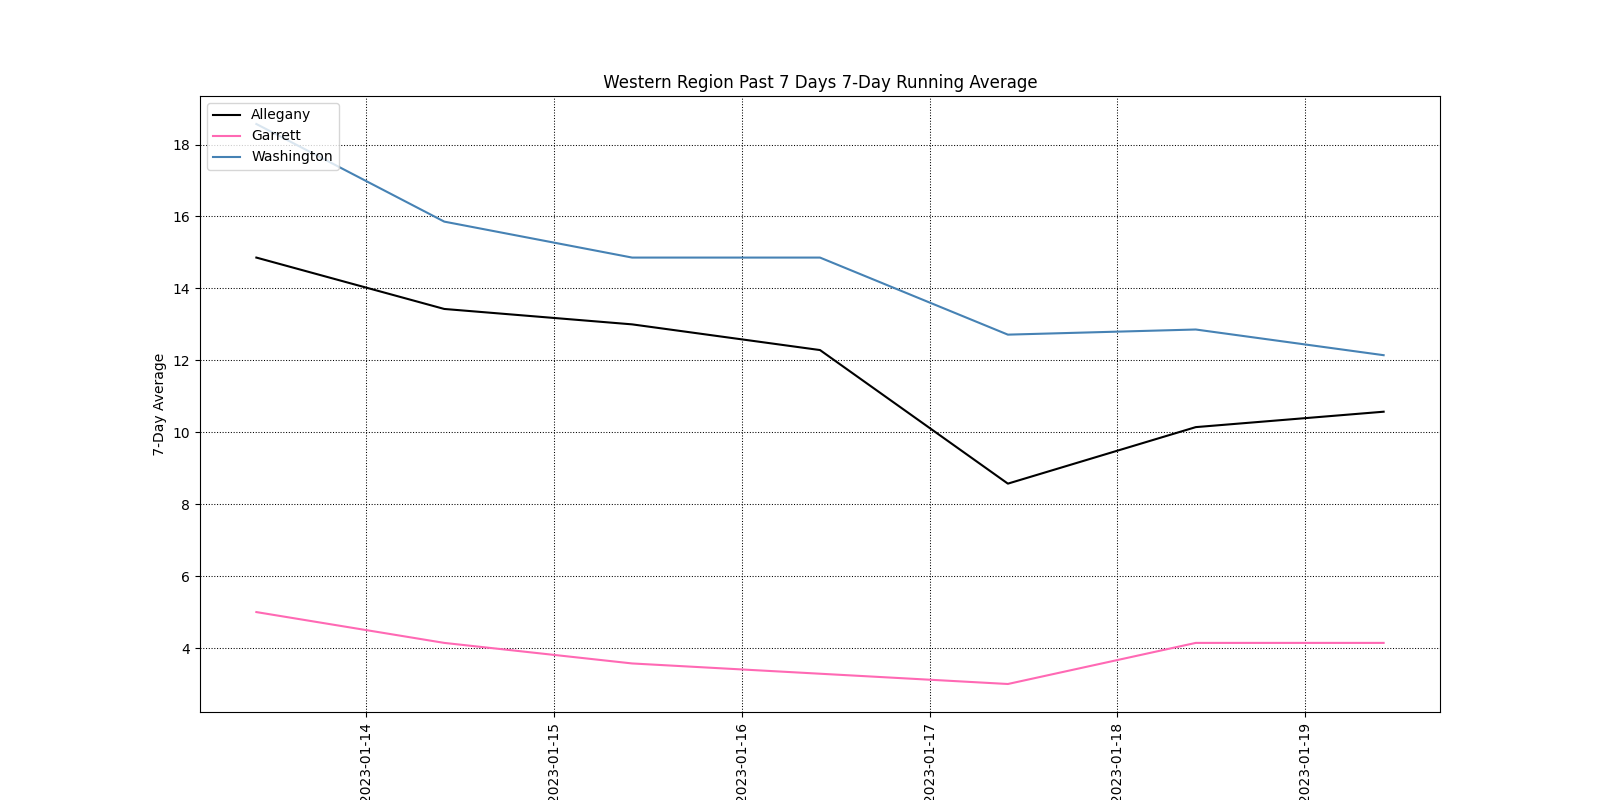 Western Region Past 7 Days 7-Day Running Average
Allegany
Garrett
Washington
18
16
14
12
10
8
6
4
7-Day Average
2023-01-14
2023-01-15
2023-01-16
2023-01-17
2023-01-18
2023-01-19